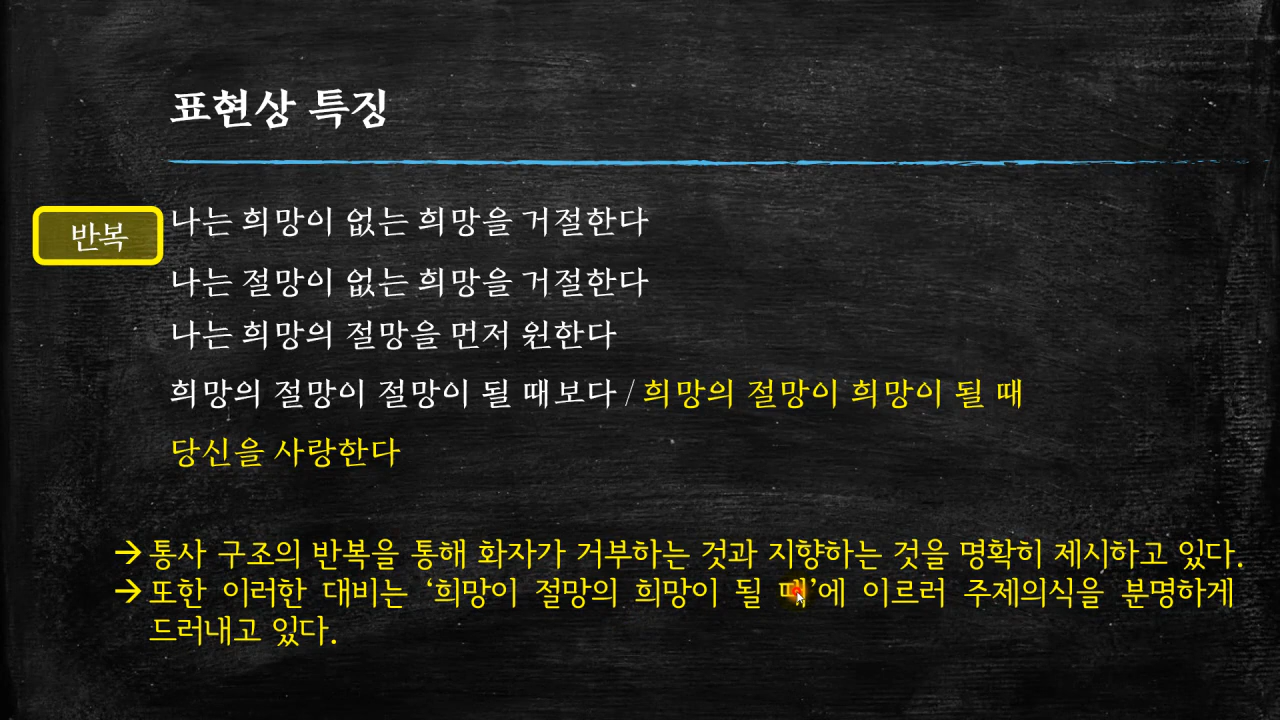 표현상 특징
반복
나는 희망이 없는 희망을 거절한다
나는 절망이 없는 희망을 거절한다
나는 희망의 절망을 먼저 원한다
희망의 절망이 절망이 될 때보다 / 희망의 절망이 희망이 될 때
당신을 사랑한다
→ 통사 구조의 반복을 통해 화자가 거부하는 것과 지향하는 것을 명확히 제시하고 있다.
→ 또한 이러한 대비는 ‘희망이 절망의 희망이 될 때’에 이르러 주제의식을 분명하게
드러내고 있다.